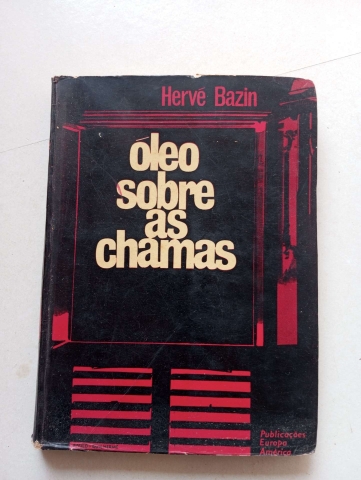 Hervé Bazin
óleo
sobre
as
chamas
Publicações
Europa
América